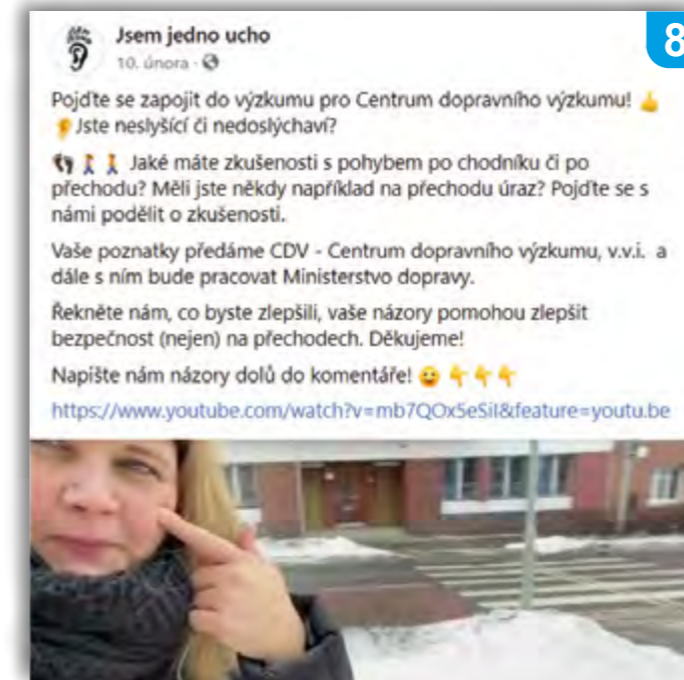 8
Jsem jedno ucho
10. února ·
Pojďte se zapojit do výzkumu pro Centrum dopravního výzkumu! 👍
🦻 Jste neslyšící či nedoslýchaví?
👣🚶🚶 Jaké máte zkušenosti s pohybem po chodníku či po
přechodu? Měli jste někdy například na přechodu úraz? Pojďte se s
námi podělit o zkušenosti.
Vaše poznatky předáme CDV - Centrum dopravního výzkumu, v.v.i. a
dále s ním bude pracovat Ministerstvo dopravy.
Řekněte nám, co byste zlepšili, vaše názory pomohou zlepšit
bezpečnost (nejen) na přechodech. Děkujeme!
Napište nám názory dolů do komentáře! 😀 👇👇👇
https://www.youtube.com/watch?v=mb7QOx5eSiI&feature=youtu.be